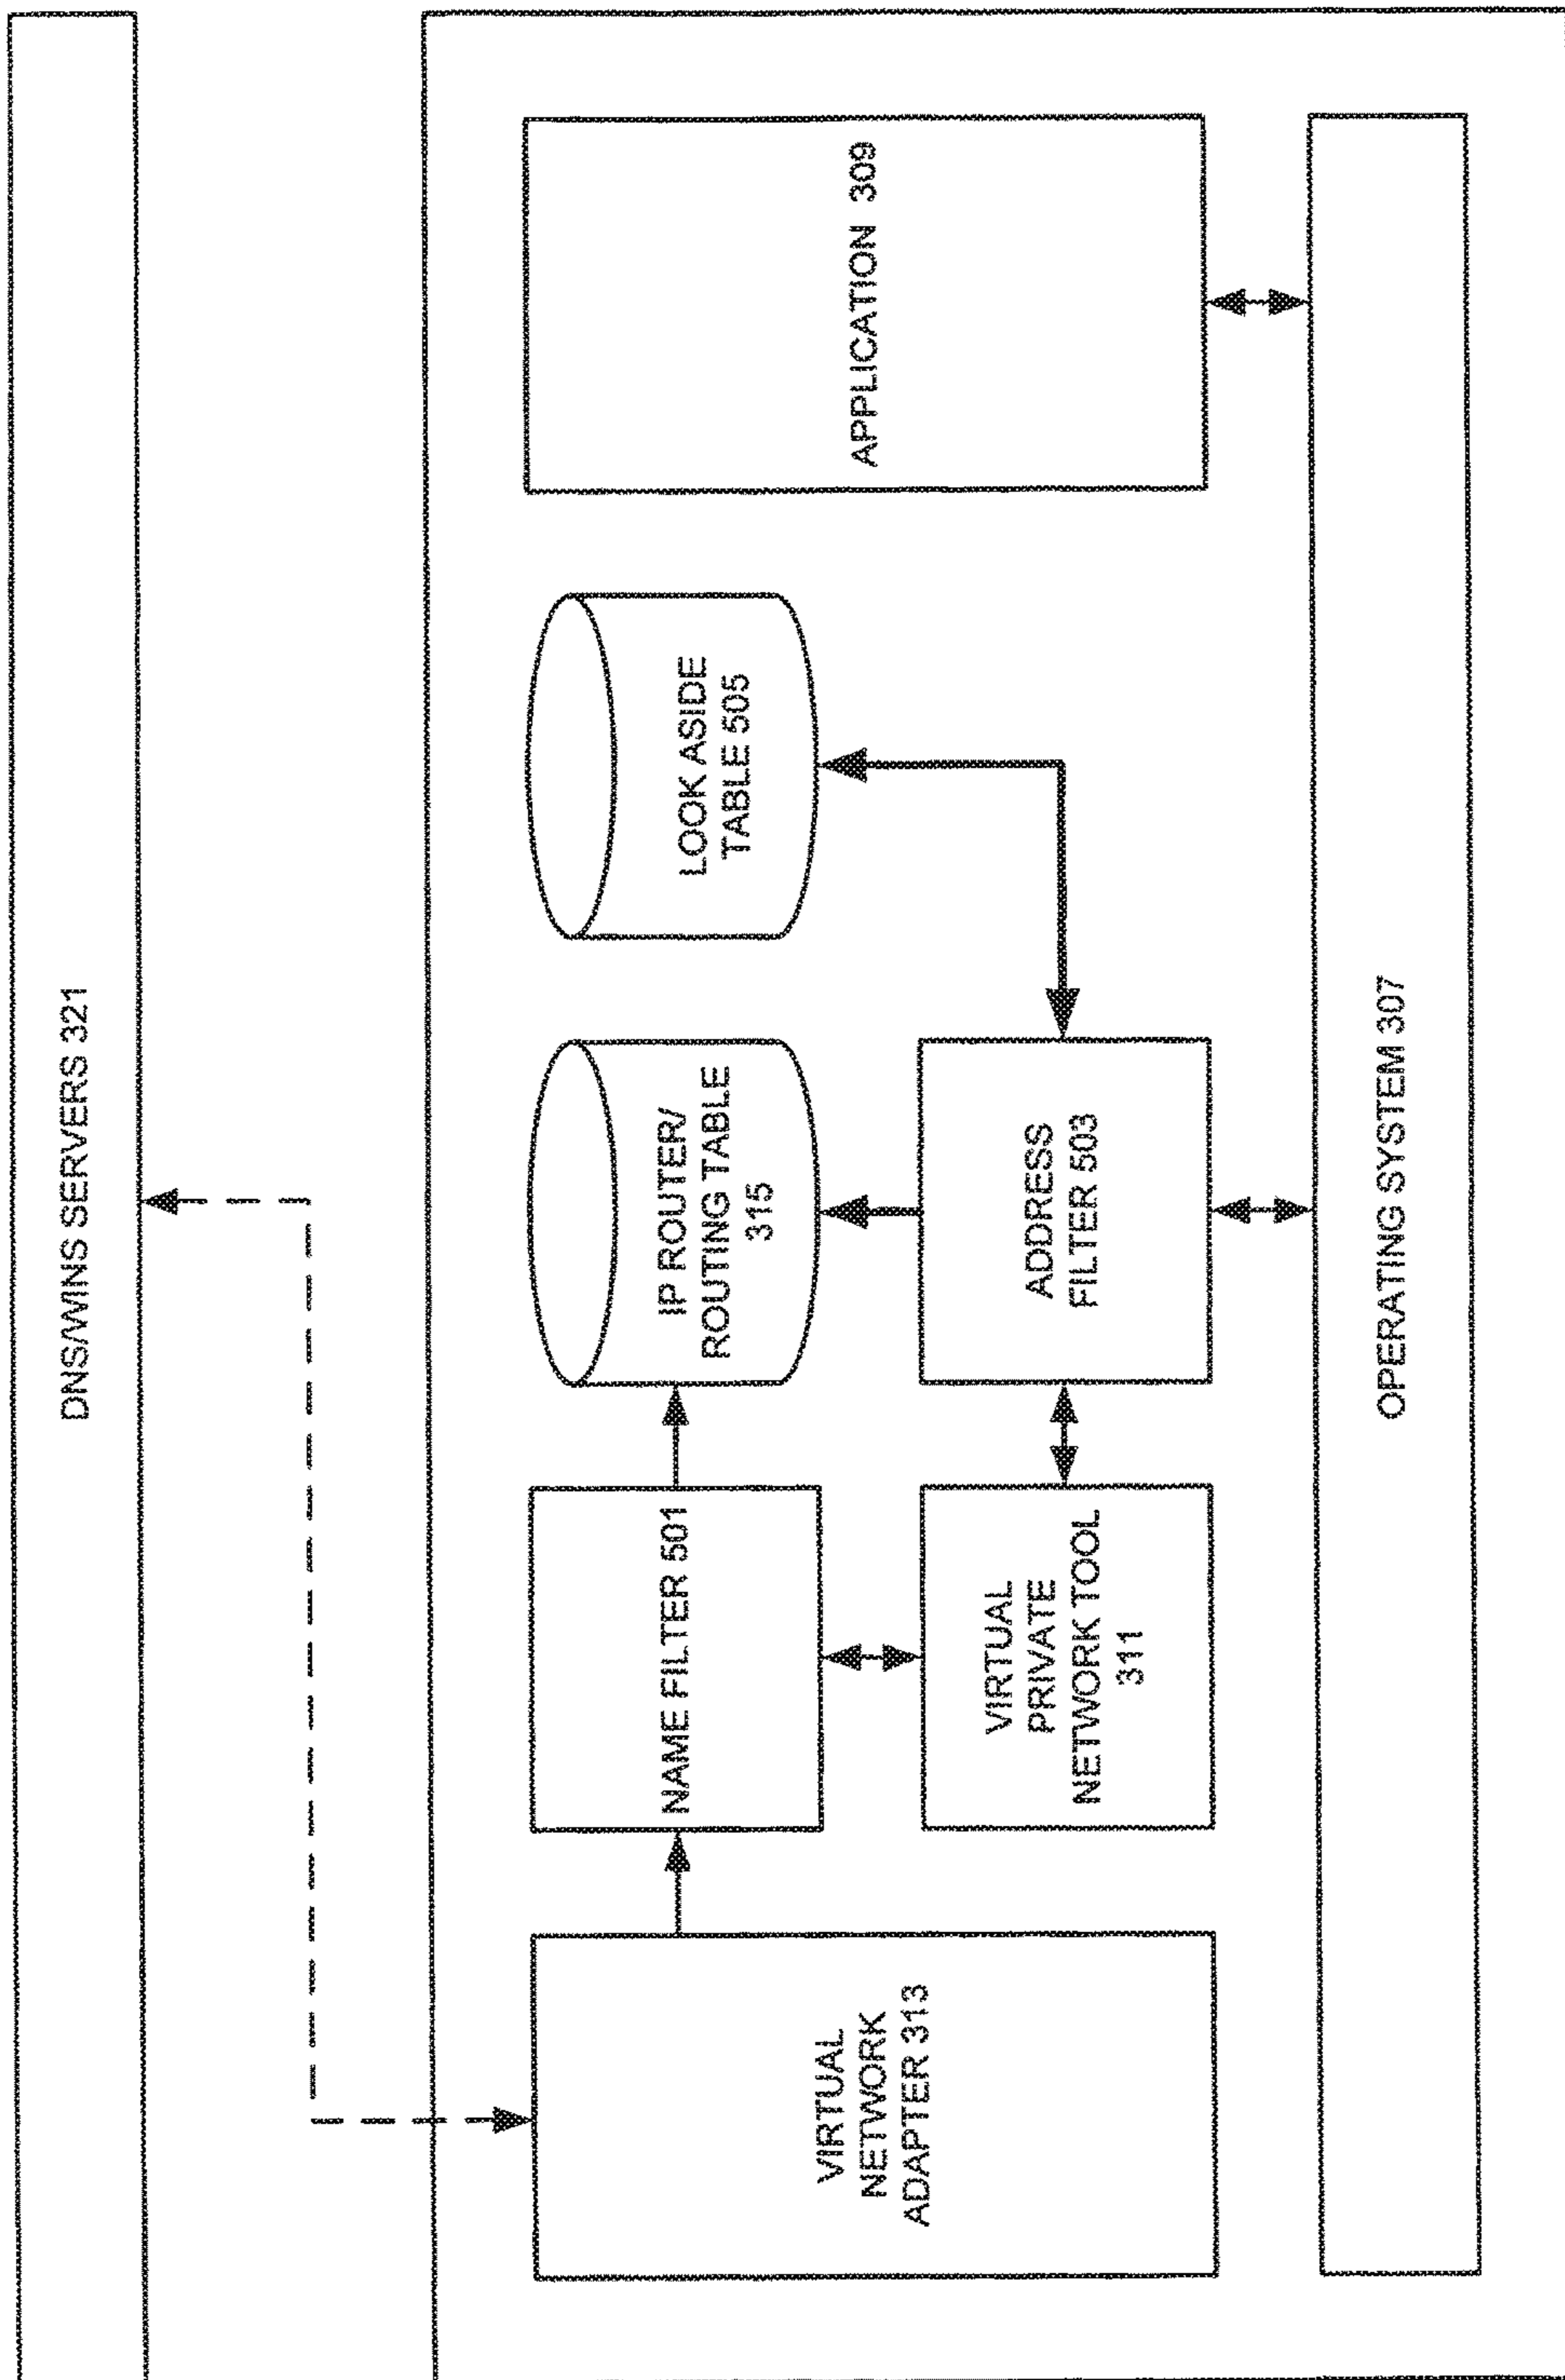 DNS/WINS SERVERS 321
VIRTUAL
NETWORK
ADAPTER 313
NAME FILTER 501
VIRTUAL
PRIVATE
NETWORK TOOL
311
IP ROUTER/
ROUTING TABLE
315
ADDRESS
FILTER 503
LOOK ASIDE
TABLE 505
APPLICATION 309
OPERATING SYSTEM 307